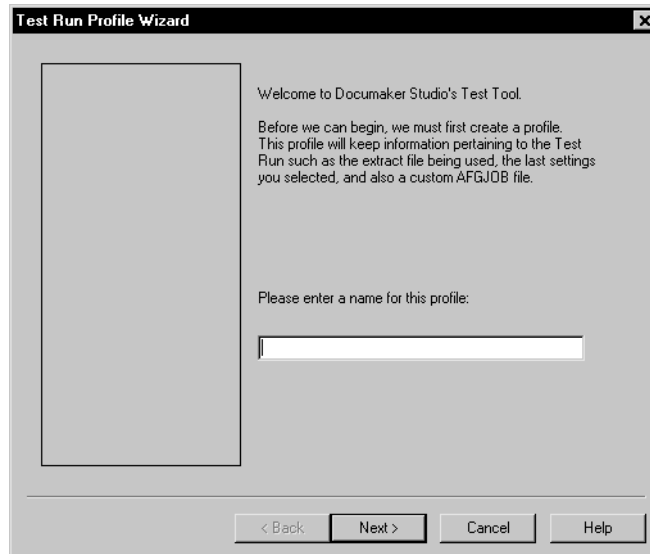 Test Run Profile Wizard
Welcome to Documaker Studio's Test Tool.
Before we can begin, we must first create a profile.
This profile will keep information pertaining to the Test
Run such as the extract file being used, the last settings
you selected, and also a custom AFGJOB file.
Please enter a name for this profile:
< Back Next > Cancel Help